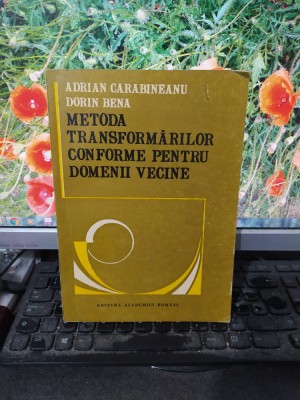 ADRIAN CARABINEANU
DORIN BENA
METODA
TRANSFORMĂRILOR
CONFORME PENTRU
DOMENII VECINE
EDITURA ACADEMIEI ROMÂNE